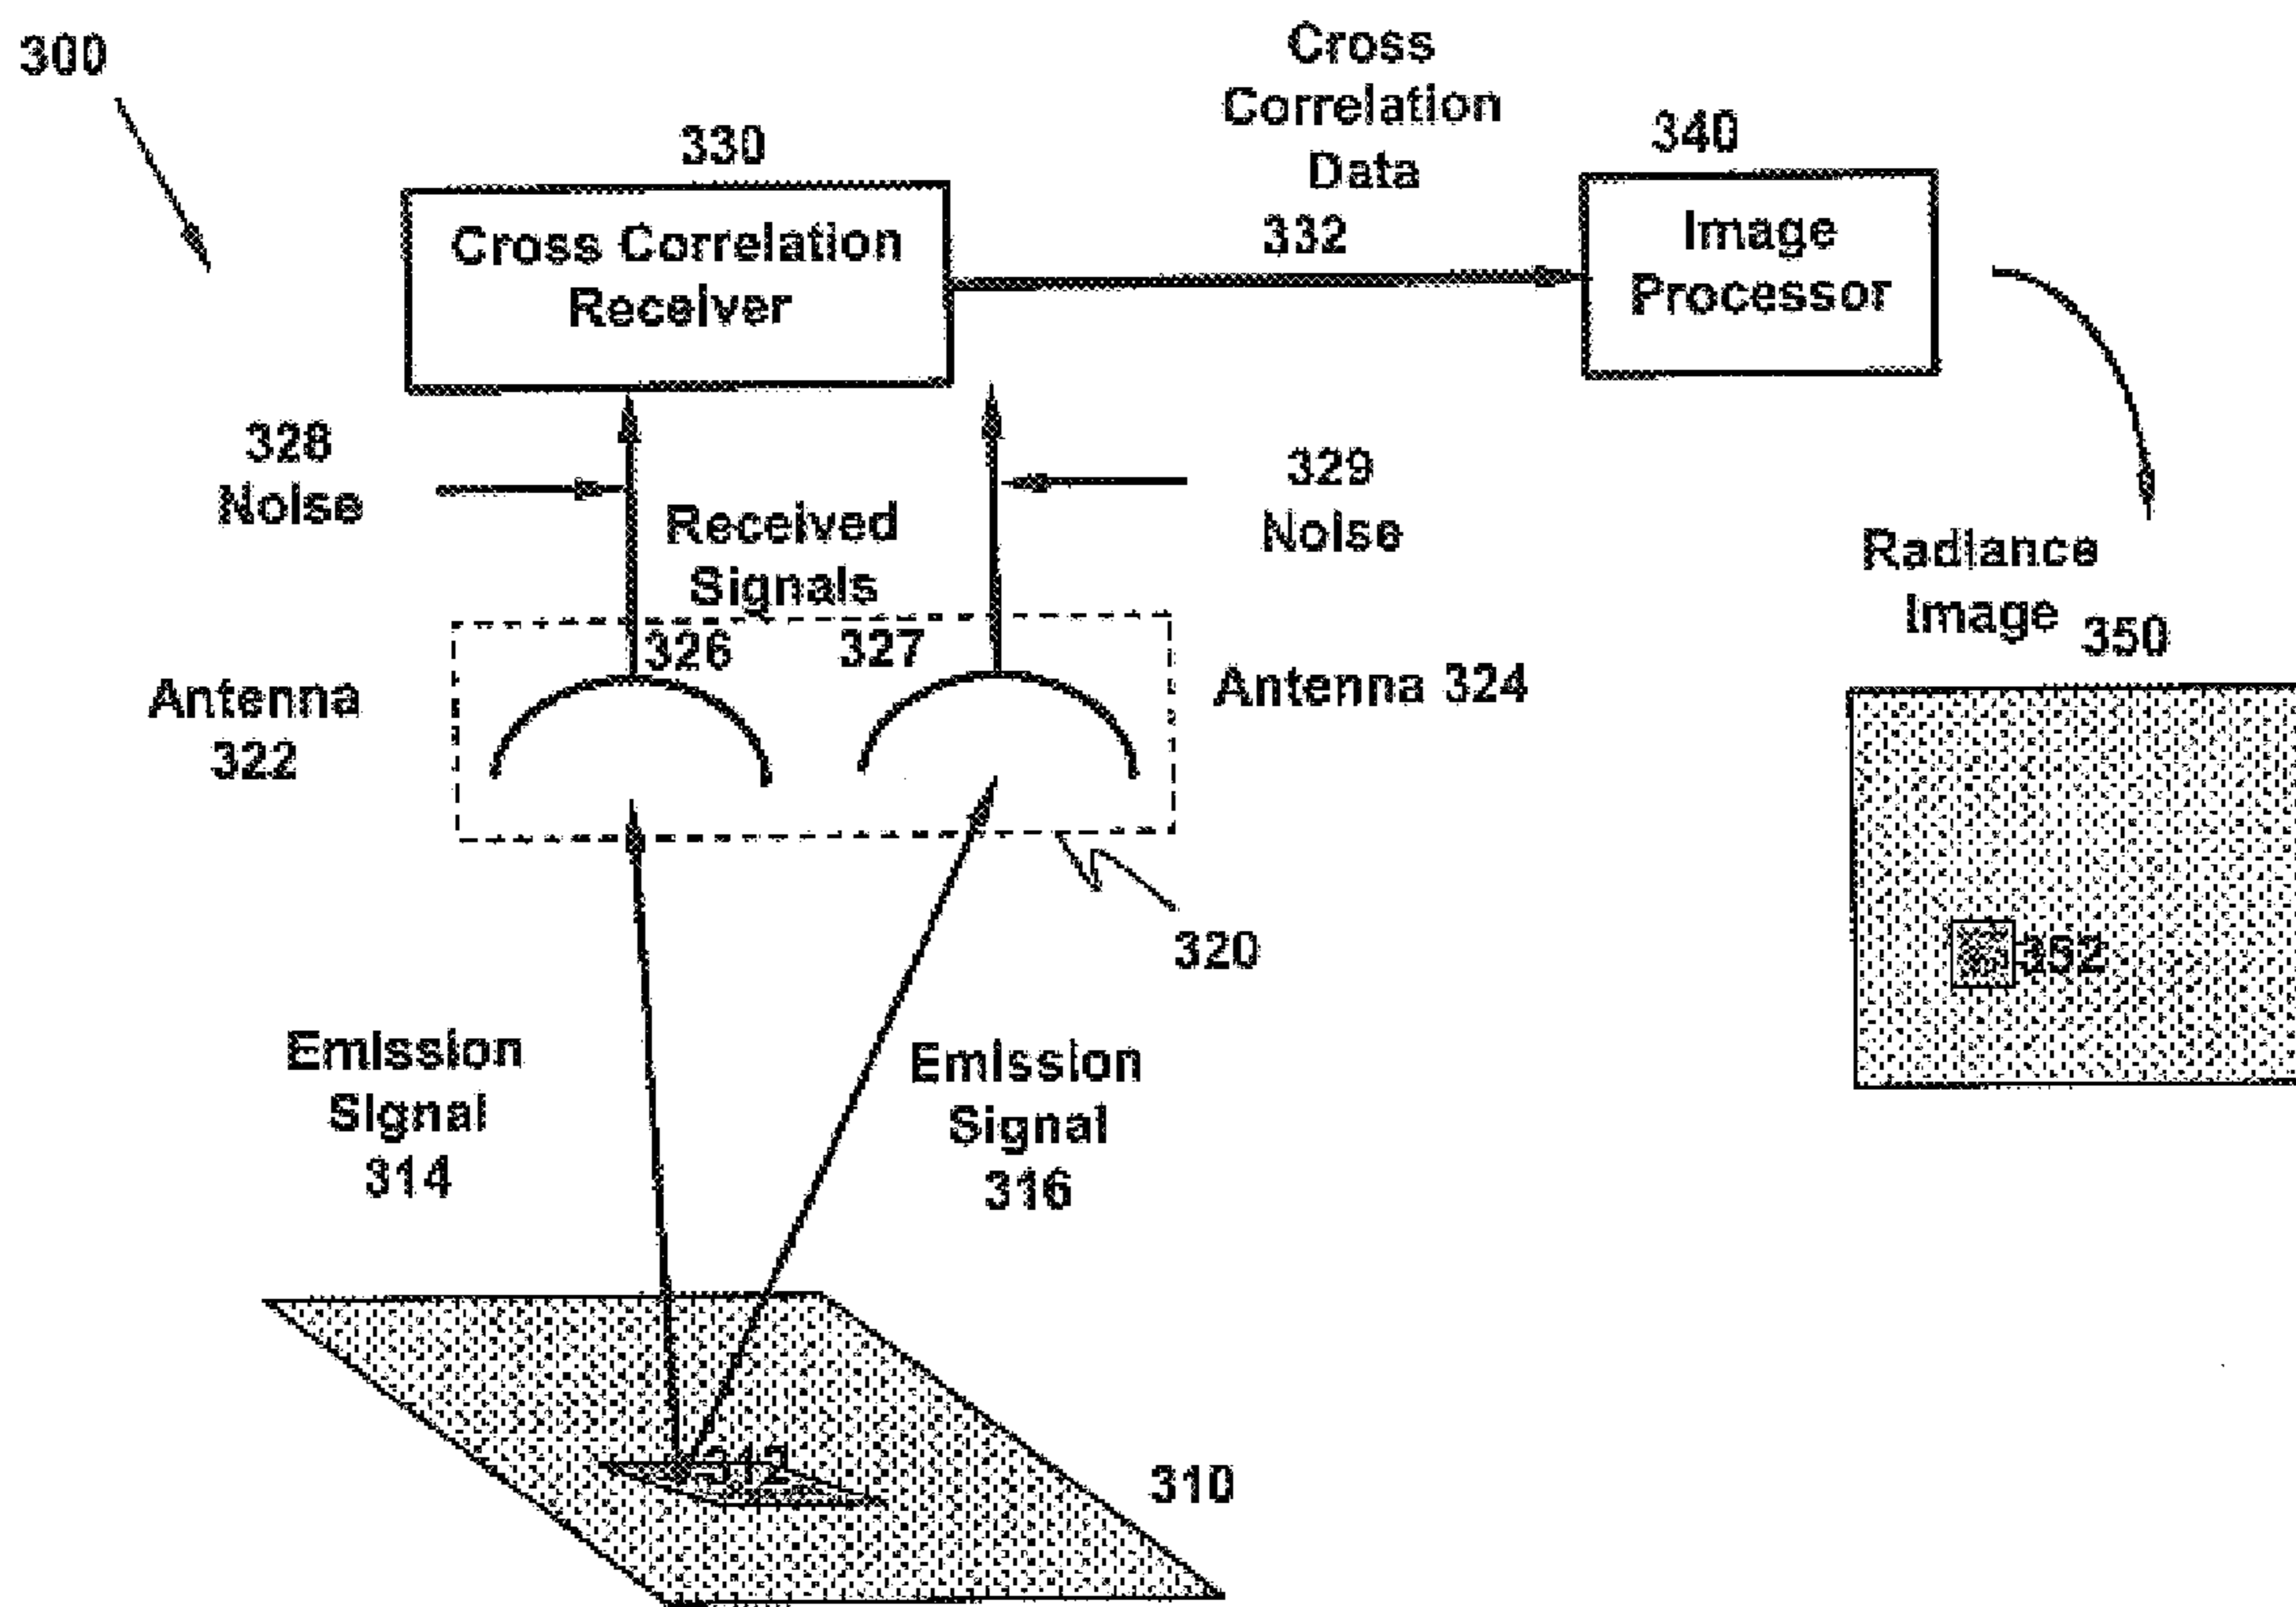 300
Cross
Correlation
Data
332
330
Cross Correlation
Receiver
340
Image
Processor
328
Noise
Received
Signals
329
Noise
326
327
Antenna
322
Antenna 324
Radiance
Image
350
352
320
Emission
Signal
314
Emission
Signal
316
312
310